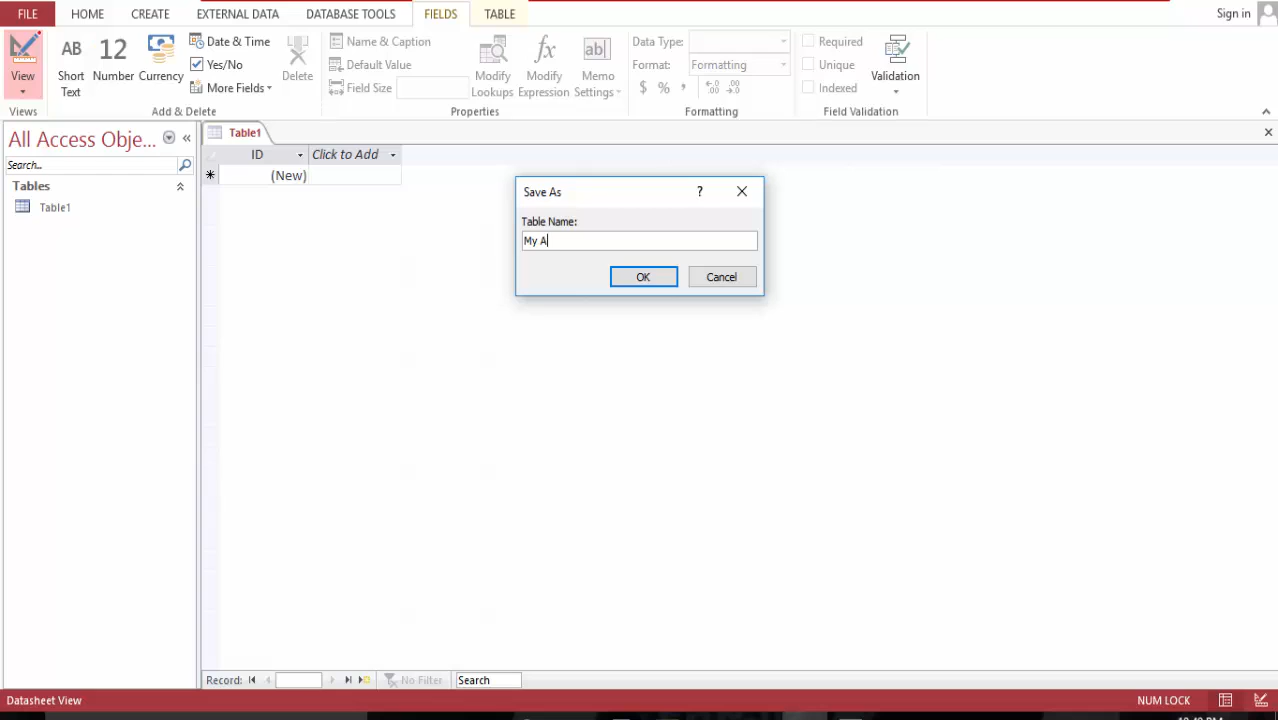 FILE HOME CREATE EXTERNAL DATA DATABASE TOOLS FIELDS TABLE Sign in
View
AB Short Text
12 Number
Currency
Date & Time
Yes/No
More Fields
Delete
Name & Caption
Default Value
Field Size
Modify Lookups
fx Modify Expression
ab| Memo Settings
Data Type:
Format: Formatting
$ % , .00 .00
Required
Unique
Indexed
Validation
Views Add & Delete Properties Formatting Field Validation
All Access Obje...
Search...
Tables
Table1
Table1
ID Click to Add
(New)
Save As ?
Table Name:
My A
OK Cancel
Record: No Filter Search
Datasheet View NUM LOCK